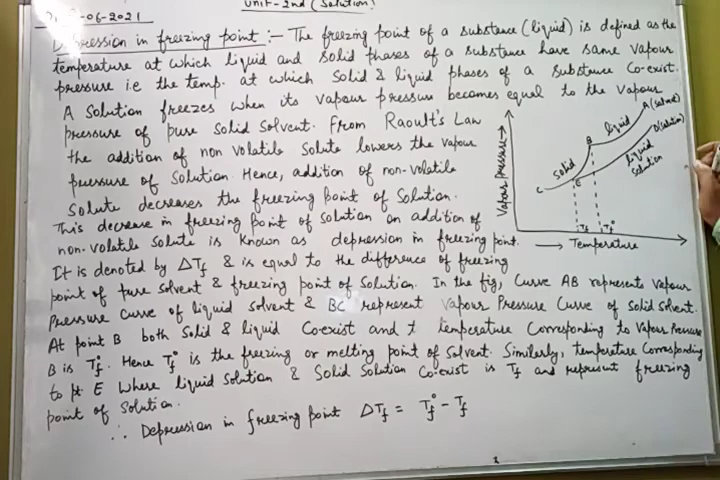 Unit-2nd (Solution)
-06-2021
Depression in freezing point :- The freezing point of a substance (liquid) is defined as the
temperature at which liquid and solid phases of a substance have same vapour
pressure i.e the temp. at which Solid & liquid phases of a Substance Co-exist.
A Solution freezes when its Vapour pressure becomes equal to the Vapour
pressure of pure Solid Solvent. From Raoult's Law
the addition of non Volatile Solute lowers the vapour
pressure of Solution. Hence, addition of non-volatile
Solute decreases the freezing point of Solution.
This decrease in freezing point of solution on addition of
non-volatile solute is known as depression in freezing point.
It is denoted by ΔTf & is equal to the difference of freezing
point of pure Solvent & freezing point of Solution. In the fig, Curve AB represents Vapour
Pressure curve of liquid solvent & BC represent Vapour Pressure Curve of Solid Solvent.
At point B both Solid & liquid Co-exist and t temperature Corresponding to Vapour Pressure
B is Tf°. Hence Tf° is the freezing or melting point of Solvent. Similarly, temperature Corresponding
to pt E Where liquid Solution & Solid Solution Co-exist is Tf and represent freezing
point of Solution.
∴ Depression in freezing point ΔTf = Tf° - Tf
Vapour Pressure →
A (Solvent)
liquid
B
D (Solution)
Solid
liquid
Solution
C
E
Tf
Tf°
→ Temperature